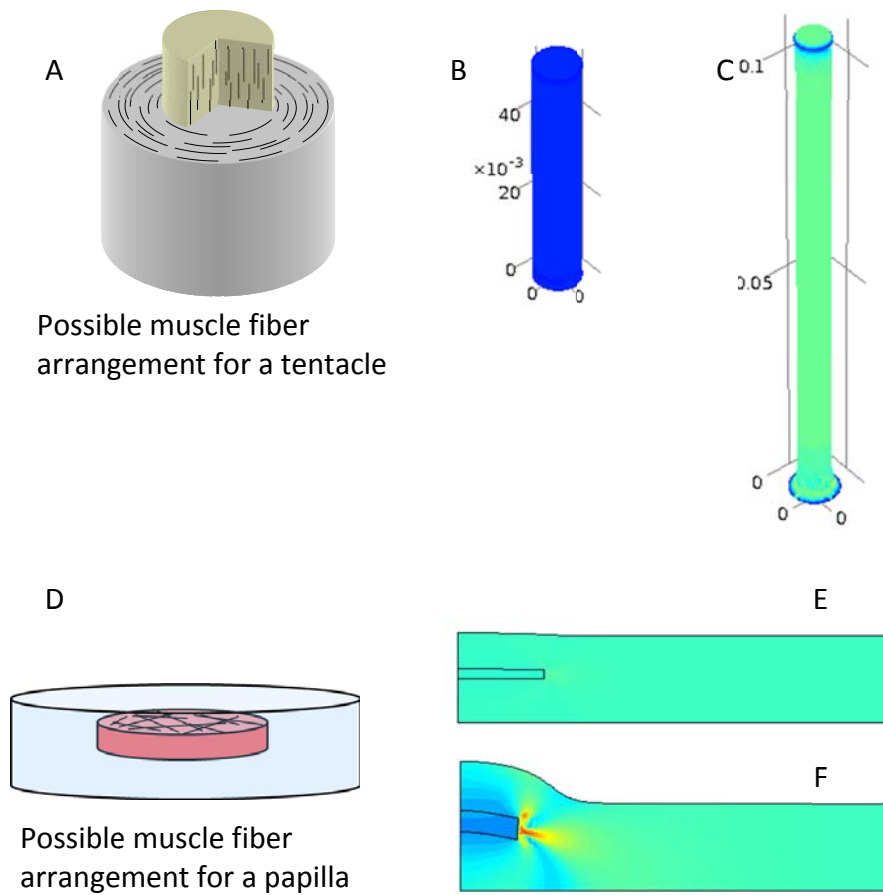 A
B
C
40
×10-3
20
0
0 0
0.1
0.05
0
0 0
Possible muscle fiber
arrangement for a tentacle
D
E
F
Possible muscle fiber
arrangement for a papilla